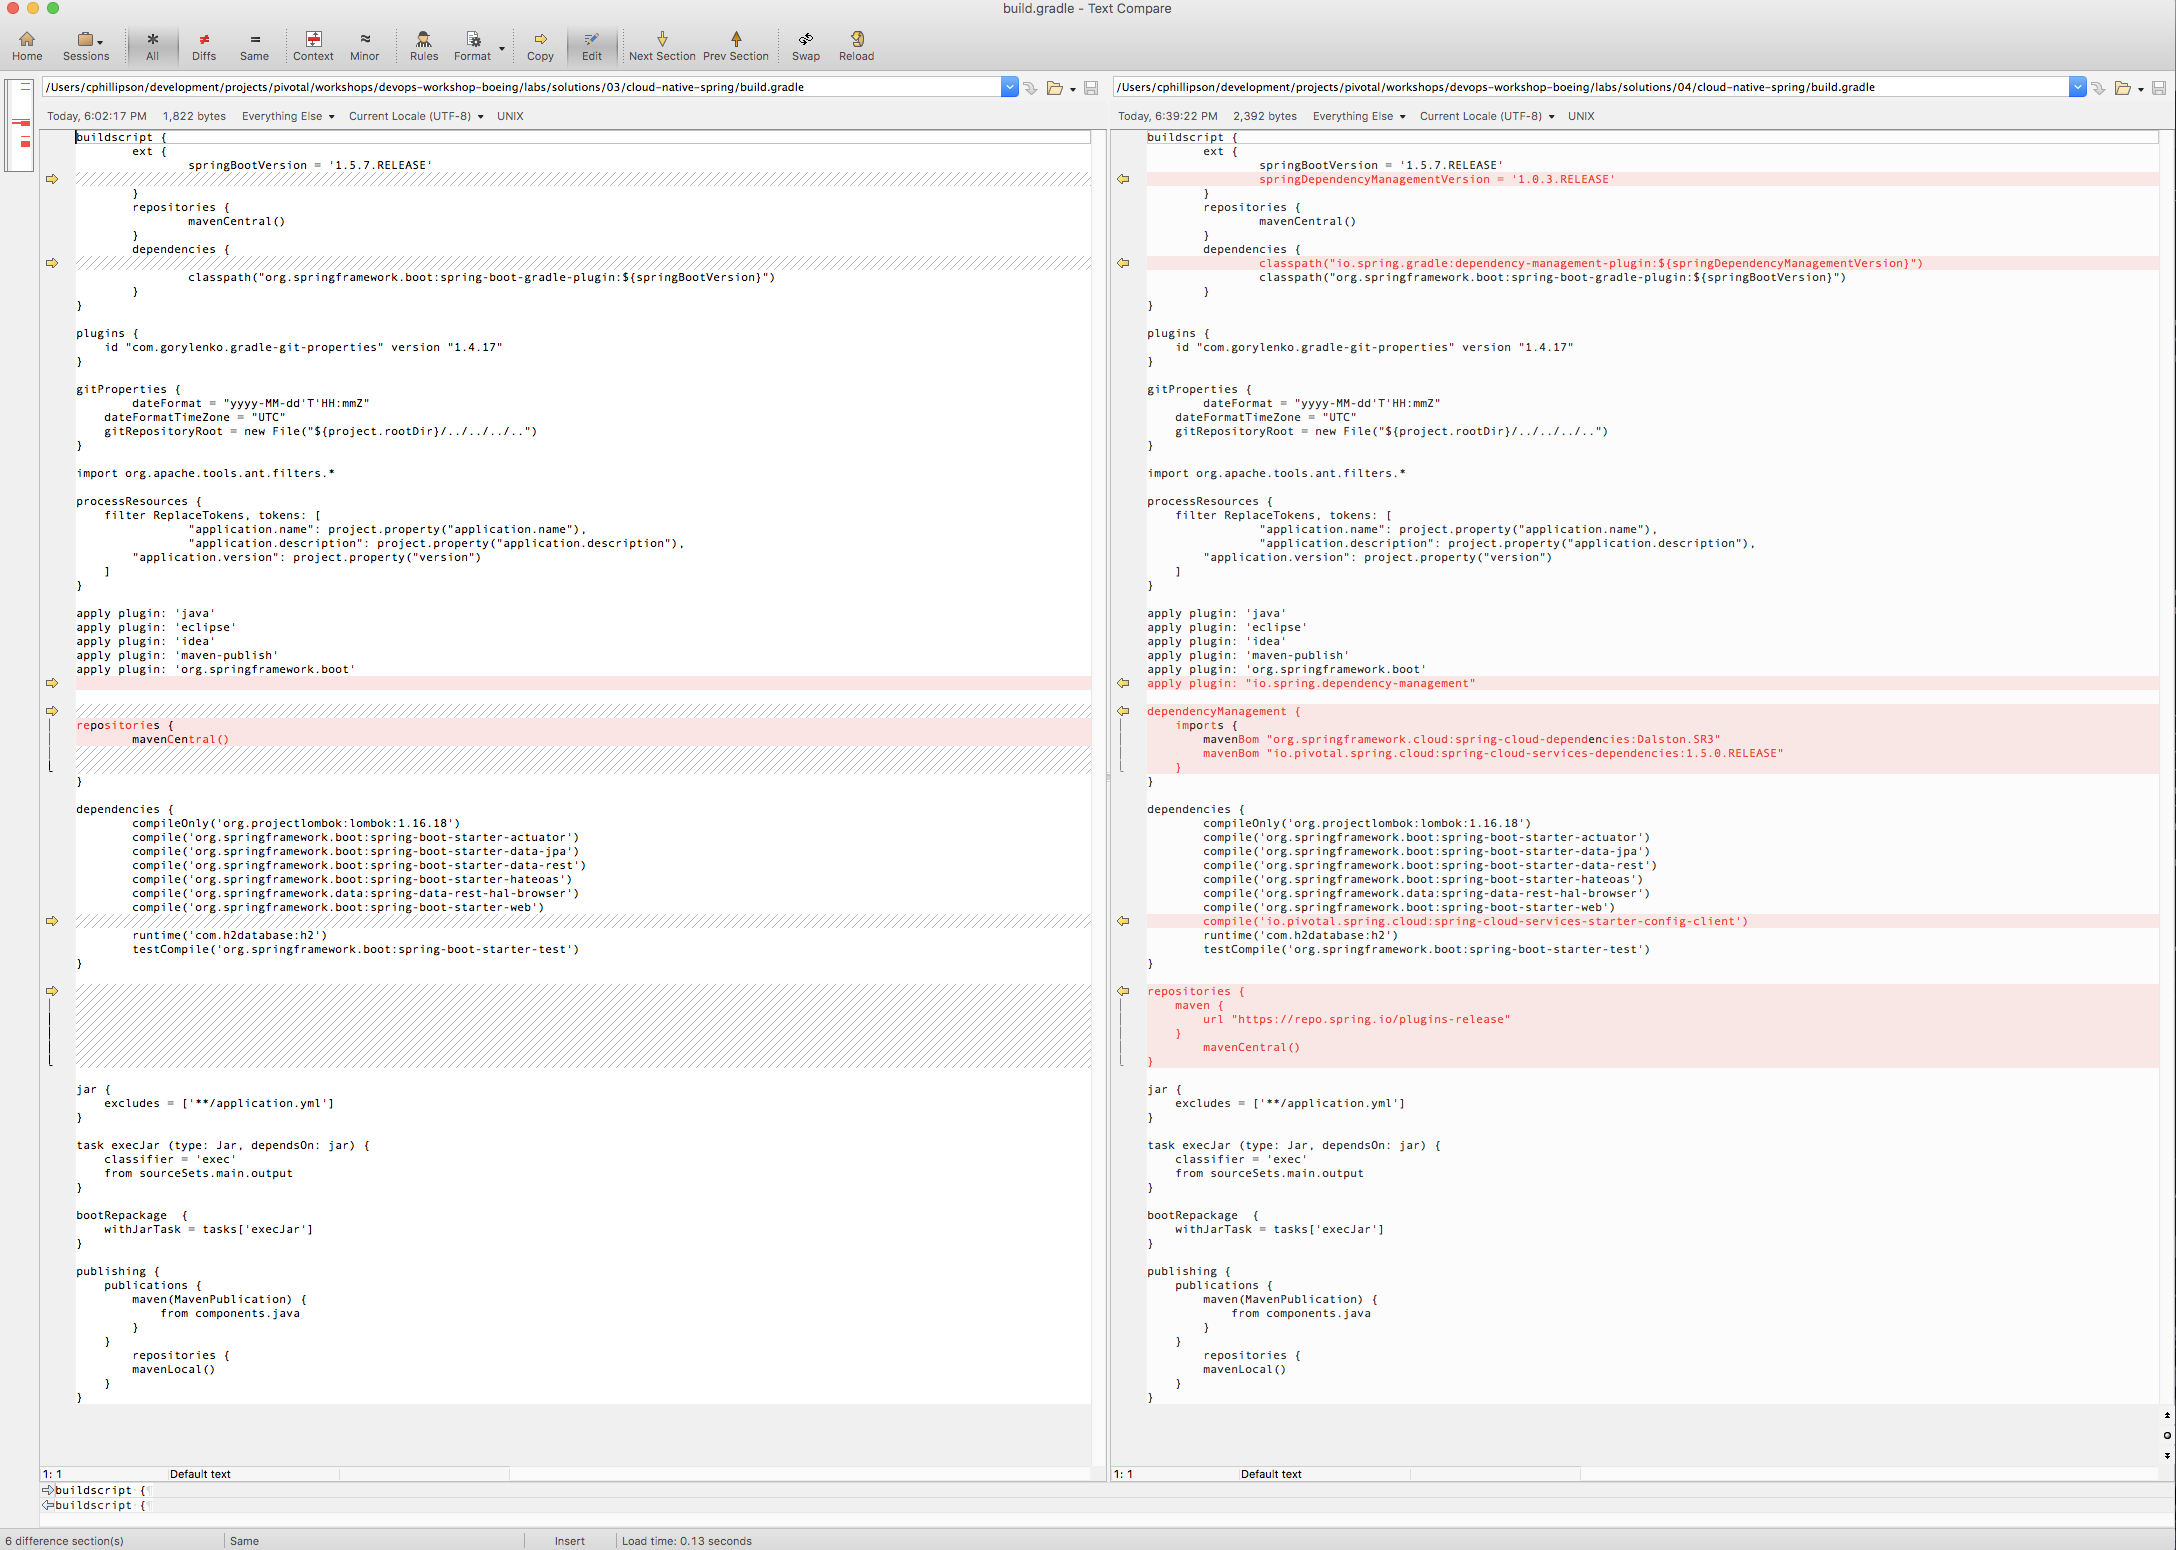 build.gradle - Text Compare
Home Sessions All Diffs Same Context Minor Rules Format Copy Edit Next Section Prev Section Swap Reload
/Users/cphillipson/development/projects/pivotal/workshops/devops-workshop-boeing/labs/solutions/03/cloud-native-spring/build.gradle
Today, 6:02:17 PM 1,822 bytes Everything Else Current Locale (UTF-8) UNIX
buildscript {
ext {
springBootVersion = '1.5.7.RELEASE'
}
repositories {
mavenCentral()
}
dependencies {
classpath("org.springframework.boot:spring-boot-gradle-plugin:${springBootVersion}")
}
}
plugins {
id "com.gorylenko.gradle-git-properties" version "1.4.17"
}
gitProperties {
dateFormat = "yyyy-MM-dd'T'HH:mmZ"
dateFormatTimeZone = "UTC"
gitRepositoryRoot = new File("${project.rootDir}/../../../..")
}
import org.apache.tools.ant.filters.*
processResources {
filter ReplaceTokens, tokens: [
"application.name": project.property("application.name"),
"application.description": project.property("application.description"),
"application.version": project.property("version")
]
}
apply plugin: 'java'
apply plugin: 'eclipse'
apply plugin: 'idea'
apply plugin: 'maven-publish'
apply plugin: 'org.springframework.boot'
repositories {
mavenCentral()
}
dependencies {
compileOnly('org.projectlombok:lombok:1.16.18')
compile('org.springframework.boot:spring-boot-starter-actuator')
compile('org.springframework.boot:spring-boot-starter-data-jpa')
compile('org.springframework.boot:spring-boot-starter-data-rest')
compile('org.springframework.boot:spring-boot-starter-hateoas')
compile('org.springframework.data:spring-data-rest-hal-browser')
compile('org.springframework.boot:spring-boot-starter-web')
runtime('com.h2database:h2')
testCompile('org.springframework.boot:spring-boot-starter-test')
}
jar {
excludes = ['**/application.yml']
}
task execJar (type: Jar, dependsOn: jar) {
classifier = 'exec'
from sourceSets.main.output
}
bootRepackage  {
withJarTask = tasks['execJar']
}
publishing {
publications {
maven(MavenPublication) {
from components.java
}
}
repositories {
mavenLocal()
}
}
1: 1 Default text
/Users/cphillipson/development/projects/pivotal/workshops/devops-workshop-boeing/labs/solutions/04/cloud-native-spring/build.gradle
Today, 6:39:22 PM 2,392 bytes Everything Else Current Locale (UTF-8) UNIX
buildscript {
ext {
springBootVersion = '1.5.7.RELEASE'
springDependencyManagementVersion = '1.0.3.RELEASE'
}
repositories {
mavenCentral()
}
dependencies {
classpath("io.spring.gradle:dependency-management-plugin:${springDependencyManagementVersion}")
classpath("org.springframework.boot:spring-boot-gradle-plugin:${springBootVersion}")
}
}
plugins {
id "com.gorylenko.gradle-git-properties" version "1.4.17"
}
gitProperties {
dateFormat = "yyyy-MM-dd'T'HH:mmZ"
dateFormatTimeZone = "UTC"
gitRepositoryRoot = new File("${project.rootDir}/../../../..")
}
import org.apache.tools.ant.filters.*
processResources {
filter ReplaceTokens, tokens: [
"application.name": project.property("application.name"),
"application.description": project.property("application.description"),
"application.version": project.property("version")
]
}
apply plugin: 'java'
apply plugin: 'eclipse'
apply plugin: 'idea'
apply plugin: 'maven-publish'
apply plugin: 'org.springframework.boot'
apply plugin: "io.spring.dependency-management"
dependencyManagement {
imports {
mavenBom "org.springframework.cloud:spring-cloud-dependencies:Dalston.SR3"
mavenBom "io.pivotal.spring.cloud:spring-cloud-services-dependencies:1.5.0.RELEASE"
}
}
dependencies {
compileOnly('org.projectlombok:lombok:1.16.18')
compile('org.springframework.boot:spring-boot-starter-actuator')
compile('org.springframework.boot:spring-boot-starter-data-jpa')
compile('org.springframework.boot:spring-boot-starter-data-rest')
compile('org.springframework.boot:spring-boot-starter-hateoas')
compile('org.springframework.data:spring-data-rest-hal-browser')
compile('org.springframework.boot:spring-boot-starter-web')
compile('io.pivotal.spring.cloud:spring-cloud-services-starter-config-client')
runtime('com.h2database:h2')
testCompile('org.springframework.boot:spring-boot-starter-test')
}
repositories {
maven {
url "https://repo.spring.io/plugins-release"
}
mavenCentral()
}
jar {
excludes = ['**/application.yml']
}
task execJar (type: Jar, dependsOn: jar) {
classifier = 'exec'
from sourceSets.main.output
}
bootRepackage  {
withJarTask = tasks['execJar']
}
publishing {
publications {
maven(MavenPublication) {
from components.java
}
}
repositories {
mavenLocal()
}
}
1: 1 Default text
buildscript {¶
buildscript {¶
6 difference section(s) Same Insert Load time: 0.13 seconds